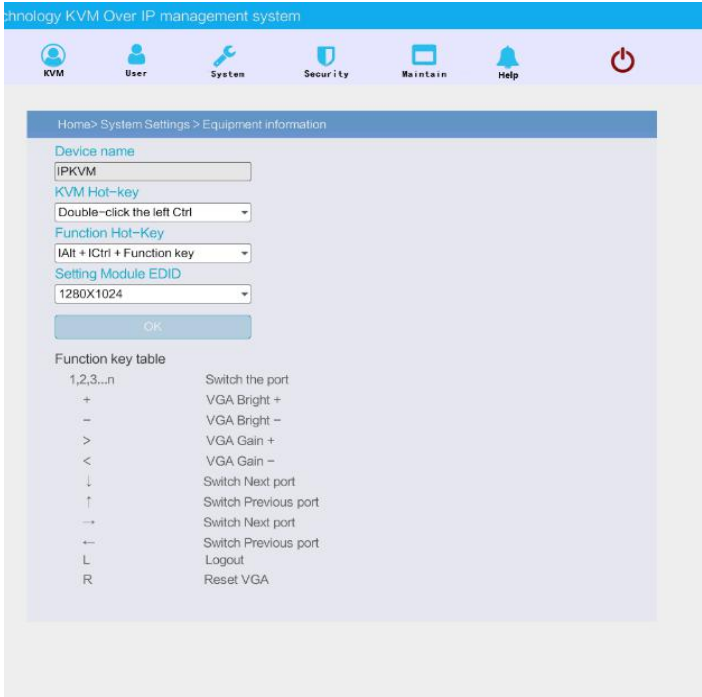 KVM Over IP management system
KVM User System Security Maintain Help
Home> System Settings > Equipment information
Device name
IPKVM
KVM Hot-key
Double-click the left Ctrl
Function Hot-Key
lAlt + lCtrl + Function key
Setting Module EDID
1280X1024
OK
Function key table
1,2,3...n Switch the port
+ VGA Bright +
- VGA Bright -
> VGA Gain +
< VGA Gain -
↓ Switch Next port
↑ Switch Previous port
→ Switch Next port
← Switch Previous port
L Logout
R Reset VGA